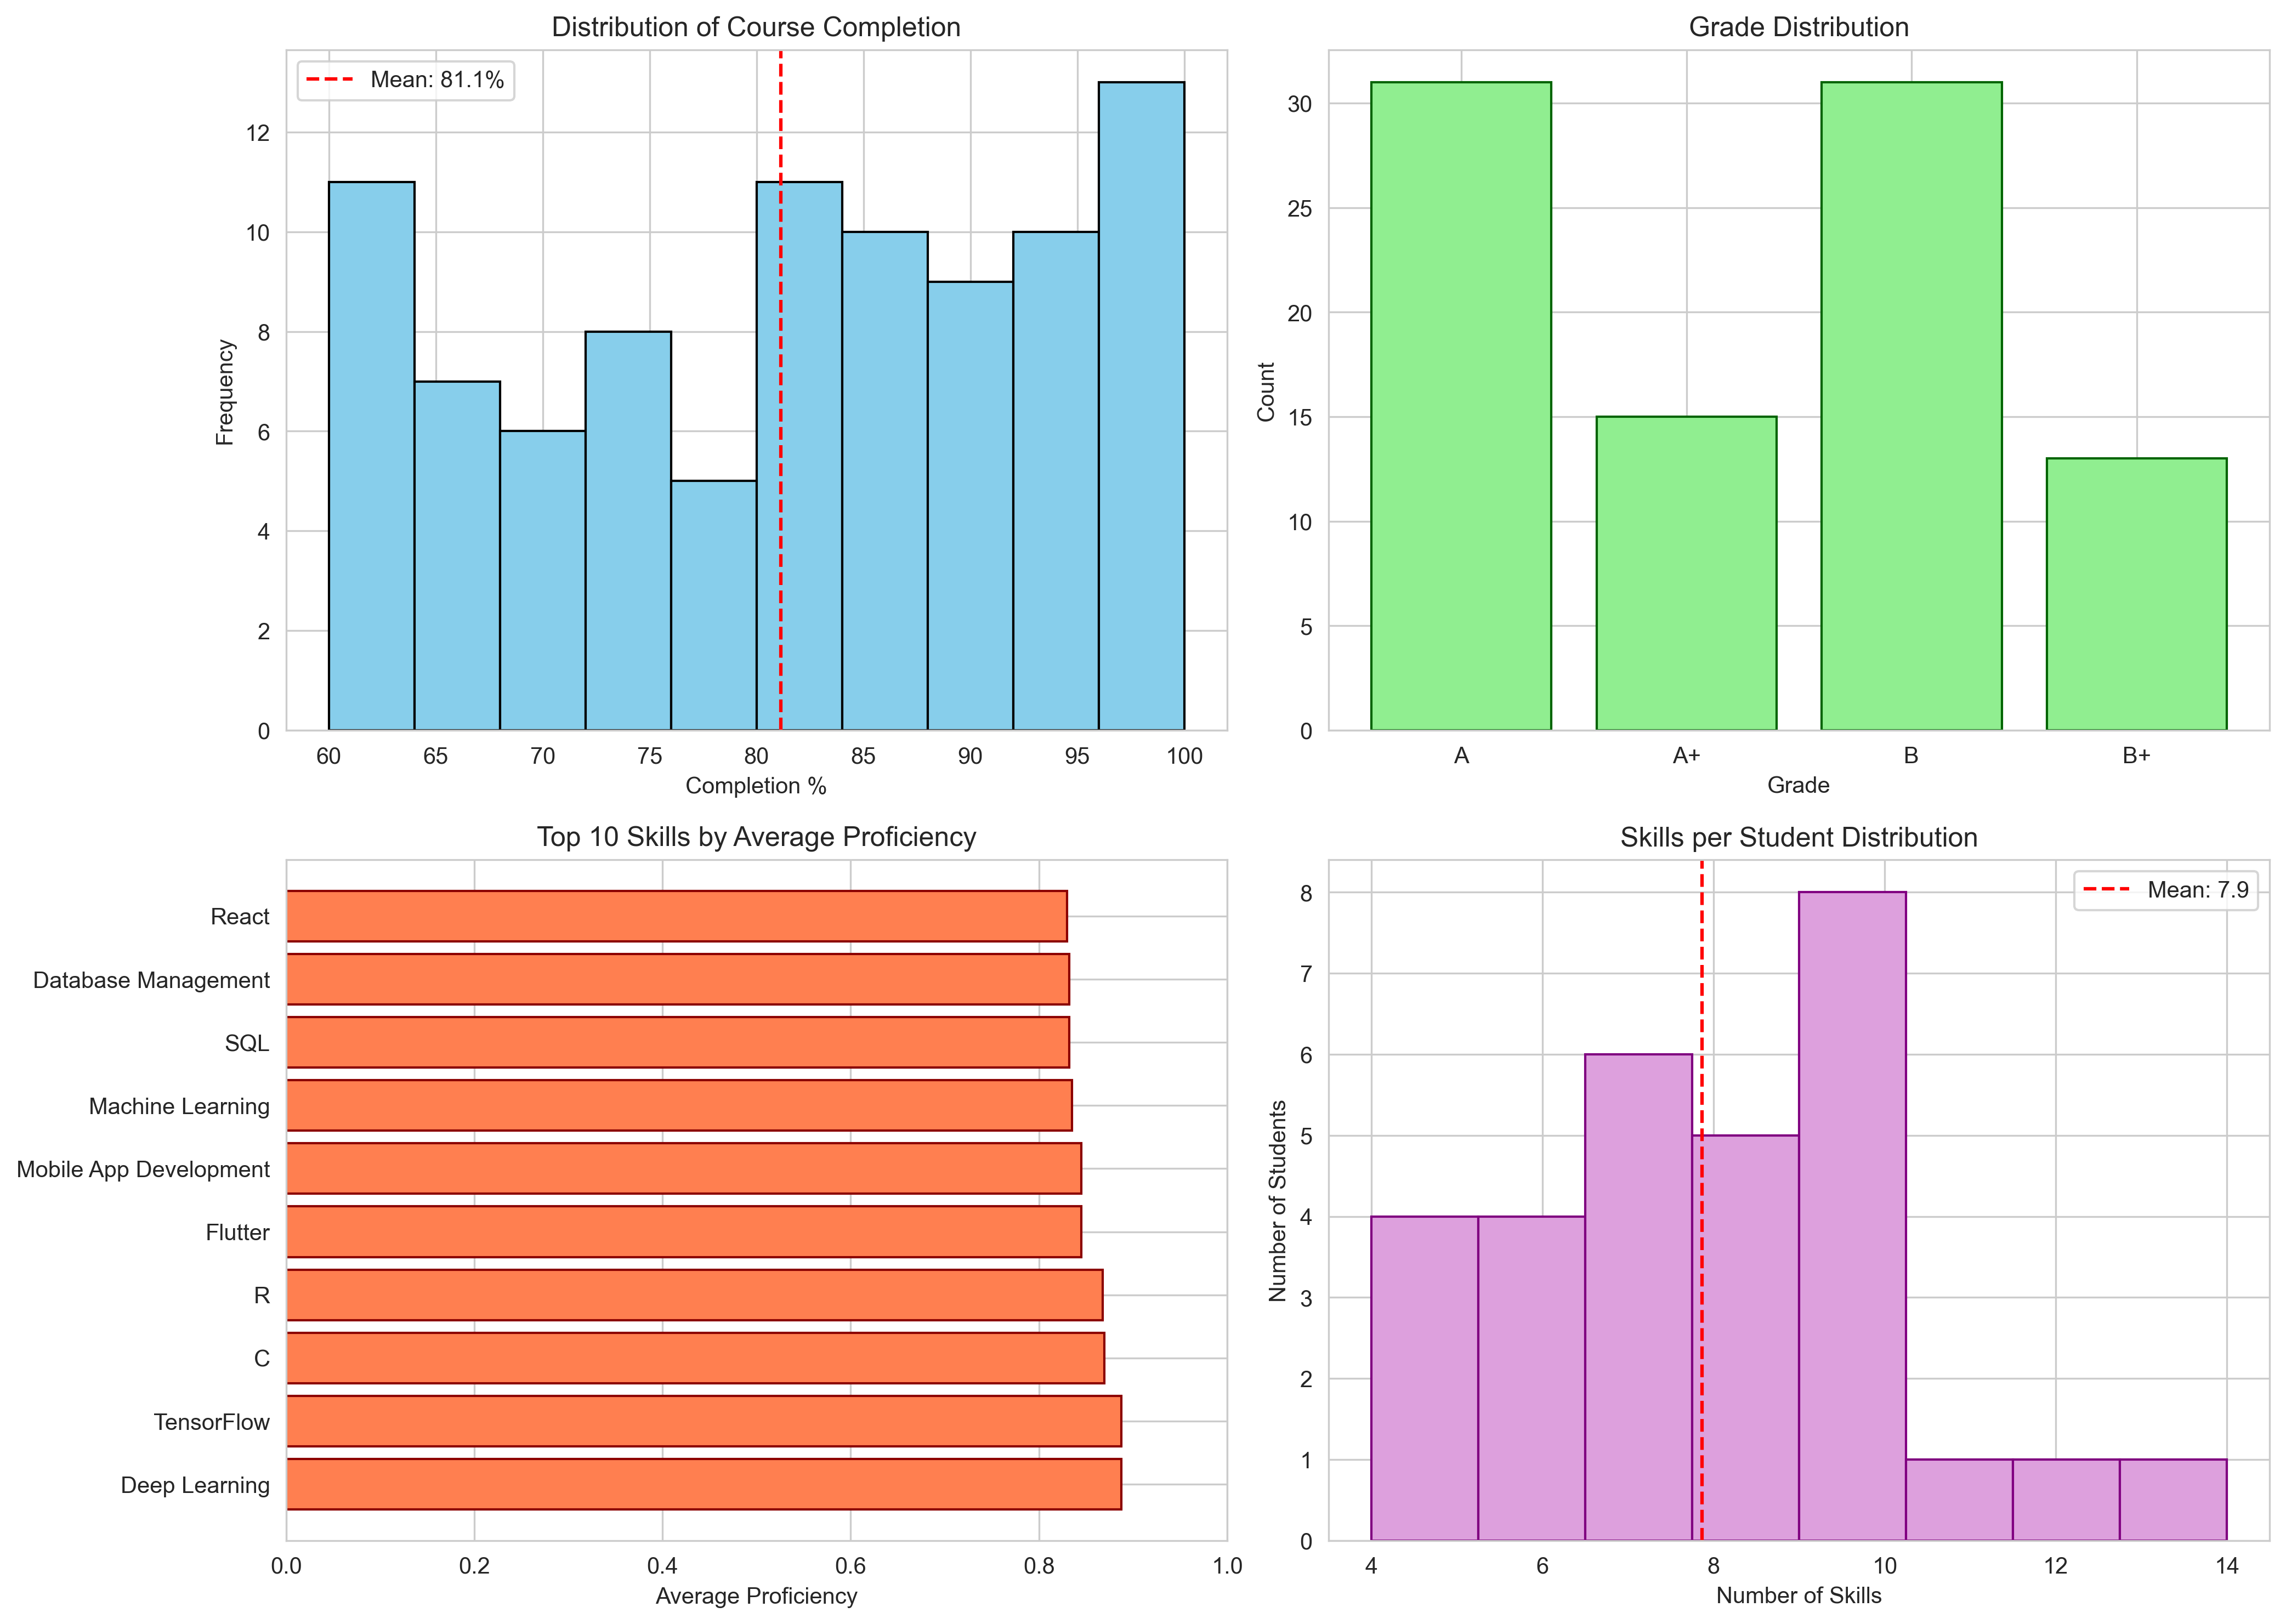 Distribution of Course Completion
Mean: 81.1%
Frequency
12
10
8
6
4
2
0
60 65 70 75 80 85 90 95 100
Completion %
Grade Distribution
Count
30
25
20
15
10
5
0
A A+ B B+
Grade
Top 10 Skills by Average Proficiency
React
Database Management
SQL
Machine Learning
Mobile App Development
Flutter
R
C
TensorFlow
Deep Learning
0.0 0.2 0.4 0.6 0.8 1.0
Average Proficiency
Skills per Student Distribution
Mean: 7.9
Number of Students
8
7
6
5
4
3
2
1
0
4 6 8 10 12 14
Number of Skills